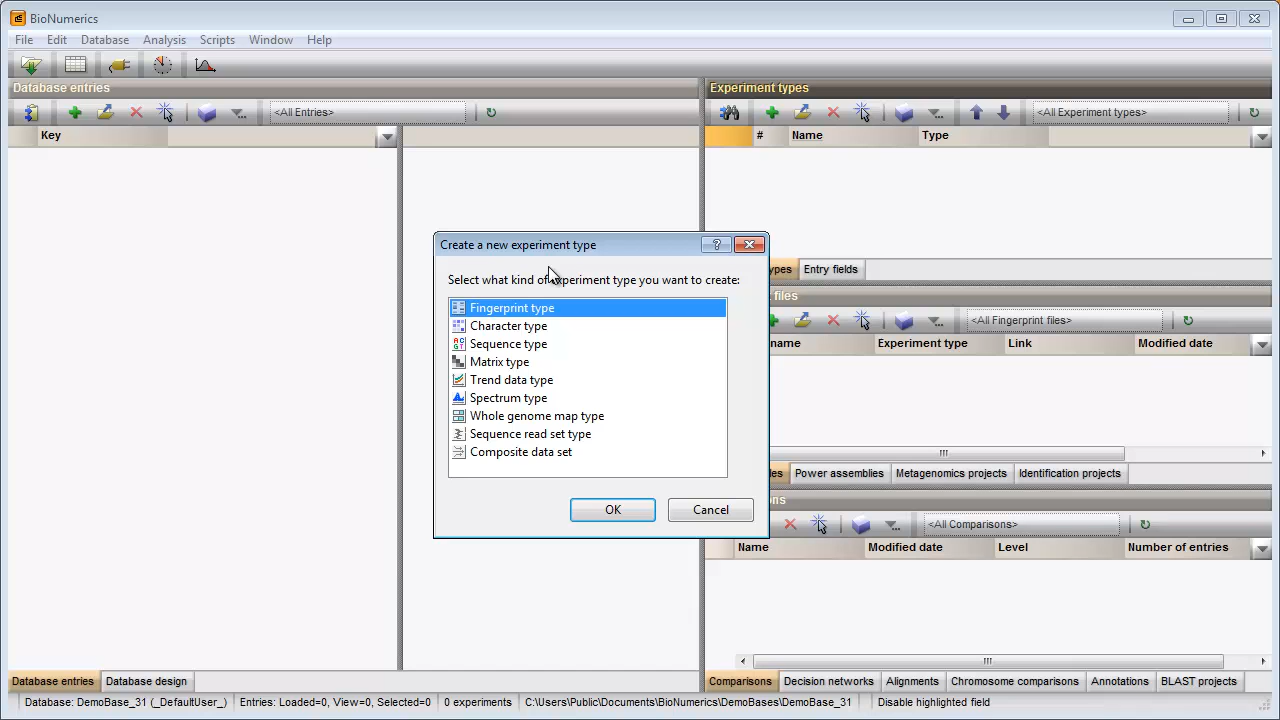 BioNumerics
File Edit Database Analysis Scripts Window Help
Database entries
<All Entries>
Key
Experiment types
<All Experiment types>
# Name Type
Create a new experiment type
Select what kind of experiment type you want to create:
Fingerprint type
Character type
Sequence type
Matrix type
Trend data type
Spectrum type
Whole genome map type
Sequence read set type
Composite data set
OK Cancel
ypes Entry fields
files
<All Fingerprint files>
name Experiment type Link Modified date
les Power assemblies Metagenomics projects Identification projects
ons
<All Comparisons>
Name Modified date Level Number of entries
Database entries Database design
Comparisons Decision networks Alignments Chromosome comparisons Annotations BLAST projects
Database: DemoBase_31 (_DefaultUser_) Entries: Loaded=0, View=0, Selected=0 0 experiments C:\Users\Public\Documents\BioNumerics\DemoBases\DemoBase_31 Disable highlighted field